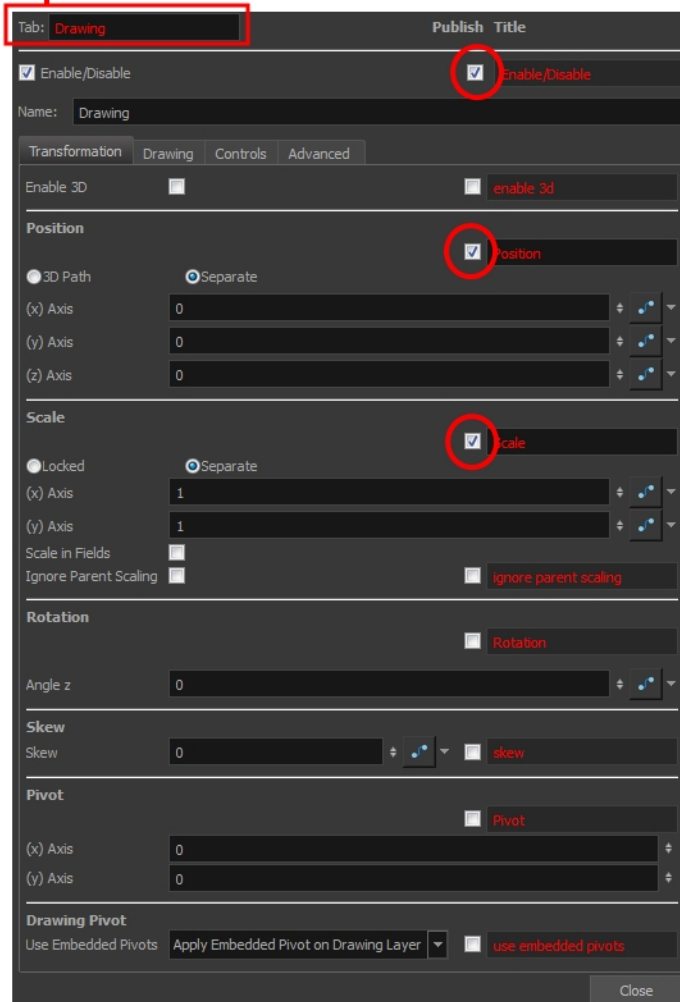 Tab: Drawing Publish Title
Enable/Disable Enable/Disable
Name: Drawing
Transformation Drawing Controls Advanced
Enable 3D enable 3d
Position
Position
3D Path Separate
(x) Axis 0
(y) Axis 0
(z) Axis 0
Scale
Scale
Locked Separate
(x) Axis 1
(y) Axis 1
Scale in Fields
Ignore Parent Scaling ignore parent scaling
Rotation
Rotation
Angle z 0
Skew
Skew 0 skew
Pivot
Pivot
(x) Axis 0
(y) Axis 0
Drawing Pivot
Use Embedded Pivots Apply Embedded Pivot on Drawing Layer use embedded pivots
Close